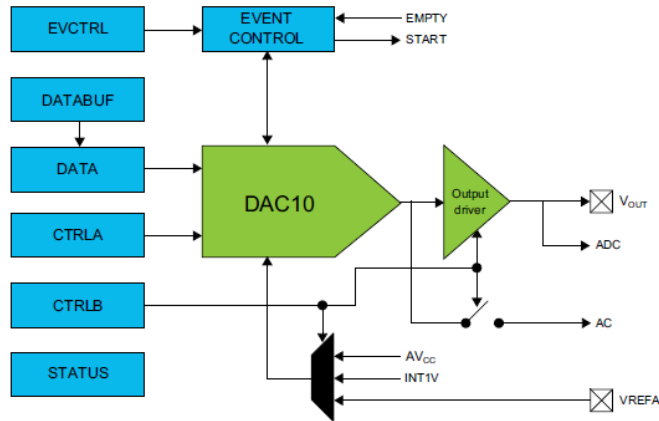 EVCTRL
EVENT
CONTROL
EMPTY
START
DATABUF
DATA
DAC10
Output
driver
VOUT
ADC
CTRLA
CTRLB
AC
STATUS
AVCC
INT1V
VREFA